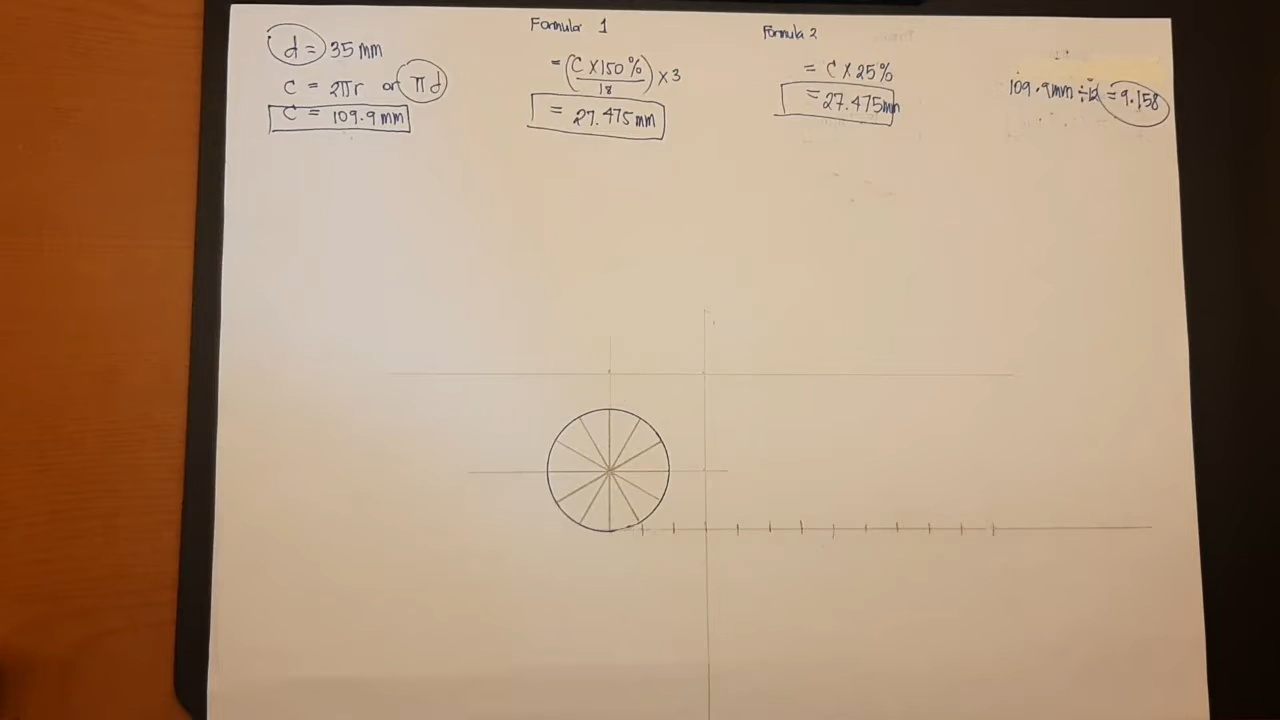 d = 35mm
C = 2πr or πd
C = 109.9mm
Formula 1
= (C x 150% / 18) x 3
= 27.475mm
Formula 2
= C x 25%
= 27.475mm
109.9mm ÷ 12 = 9.158